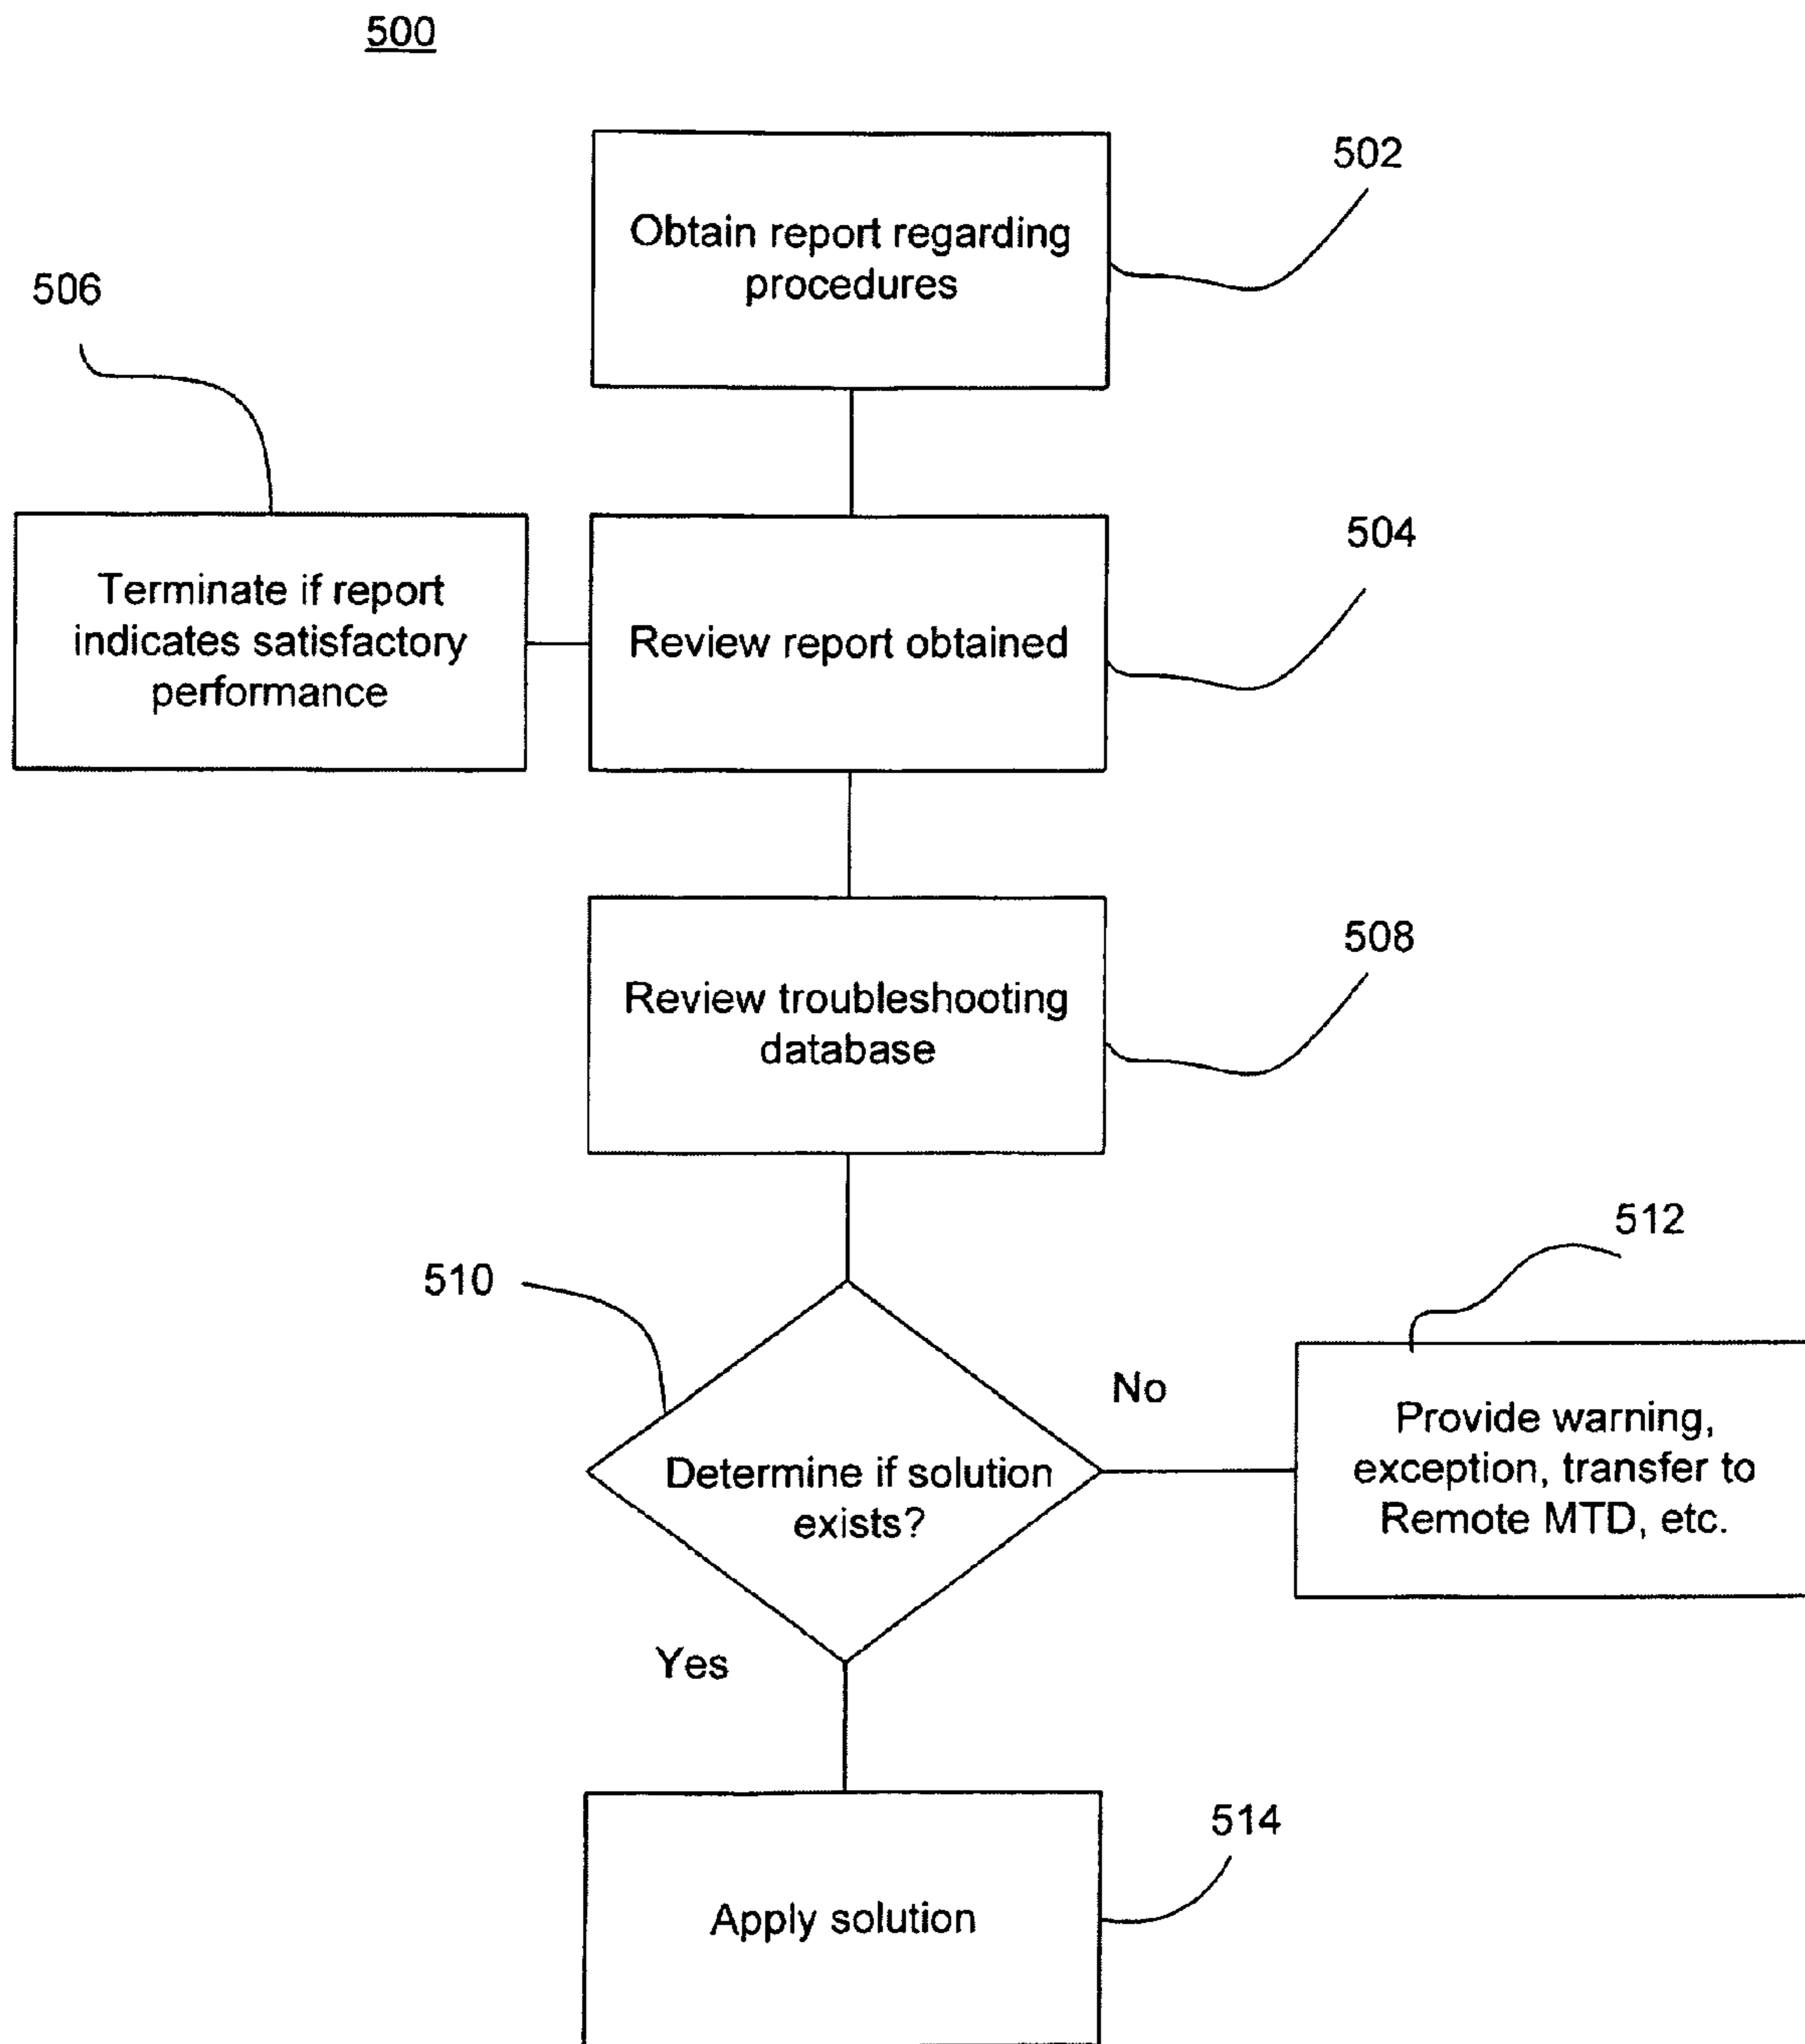 500
502
Obtain report regarding
procedures
506
504
Terminate if report
indicates satisfactory
performance
Review report obtained
508
Review troubleshooting
database
512
510
No
Provide warning,
exception, transfer to
Remote MTD, etc.
Determine if solution
exists?
Yes
514
Apply solution